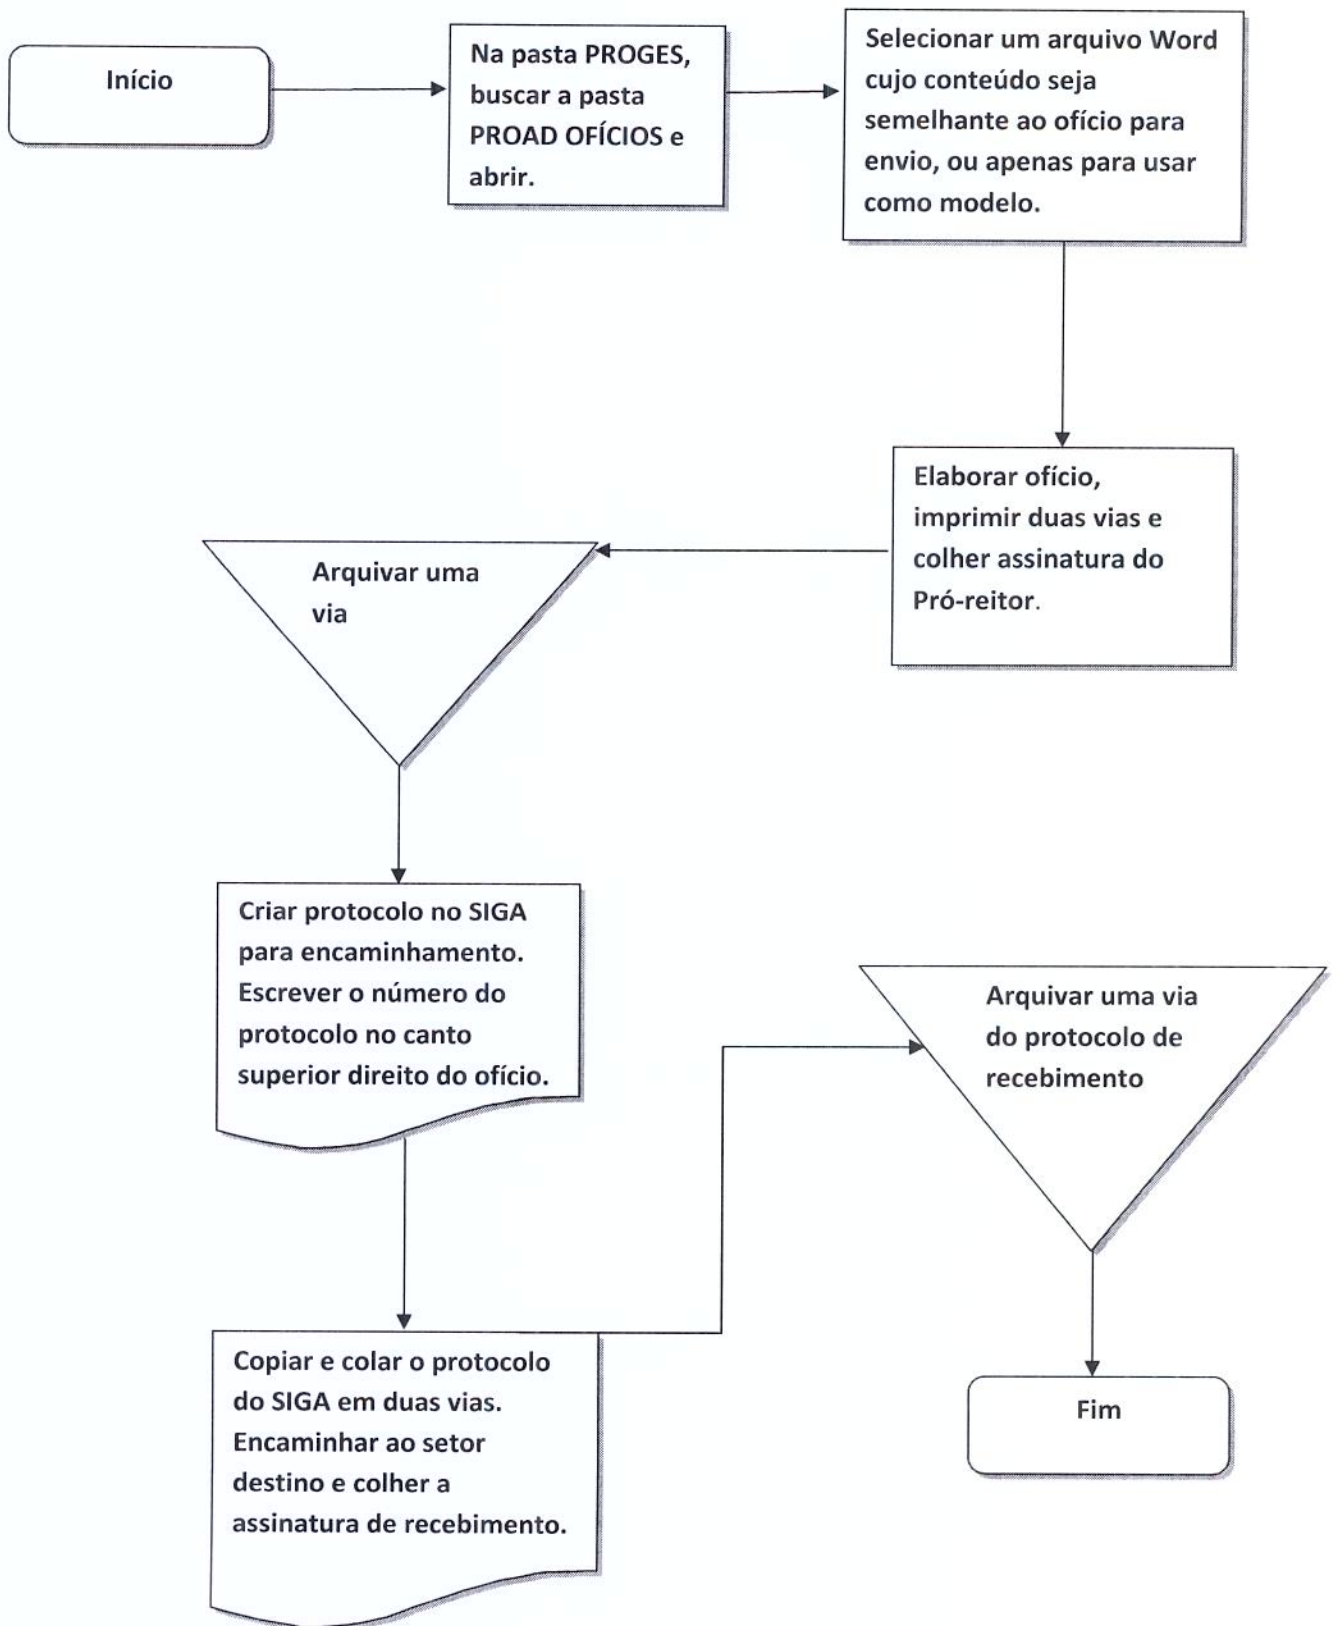 Início
Na pasta PROGES,
buscar a pasta
PROAD OFÍCIOS e
abrir.
Selecionar um arquivo Word
cujo conteúdo seja
semelhante ao ofício para
envio, ou apenas para usar
como modelo.
Elaborar ofício,
imprimir duas vias e
colher assinatura do
Pró-reitor.
Arquivar uma
via
Criar protocolo no SIGA
para encaminhamento.
Escrever o número do
protocolo no canto
superior direito do ofício.
Copiar e colar o protocolo
do SIGA em duas vias.
Encaminhar ao setor
destino e colher a
assinatura de recebimento.
Arquivar uma via
do protocolo de
recebimento
Fim